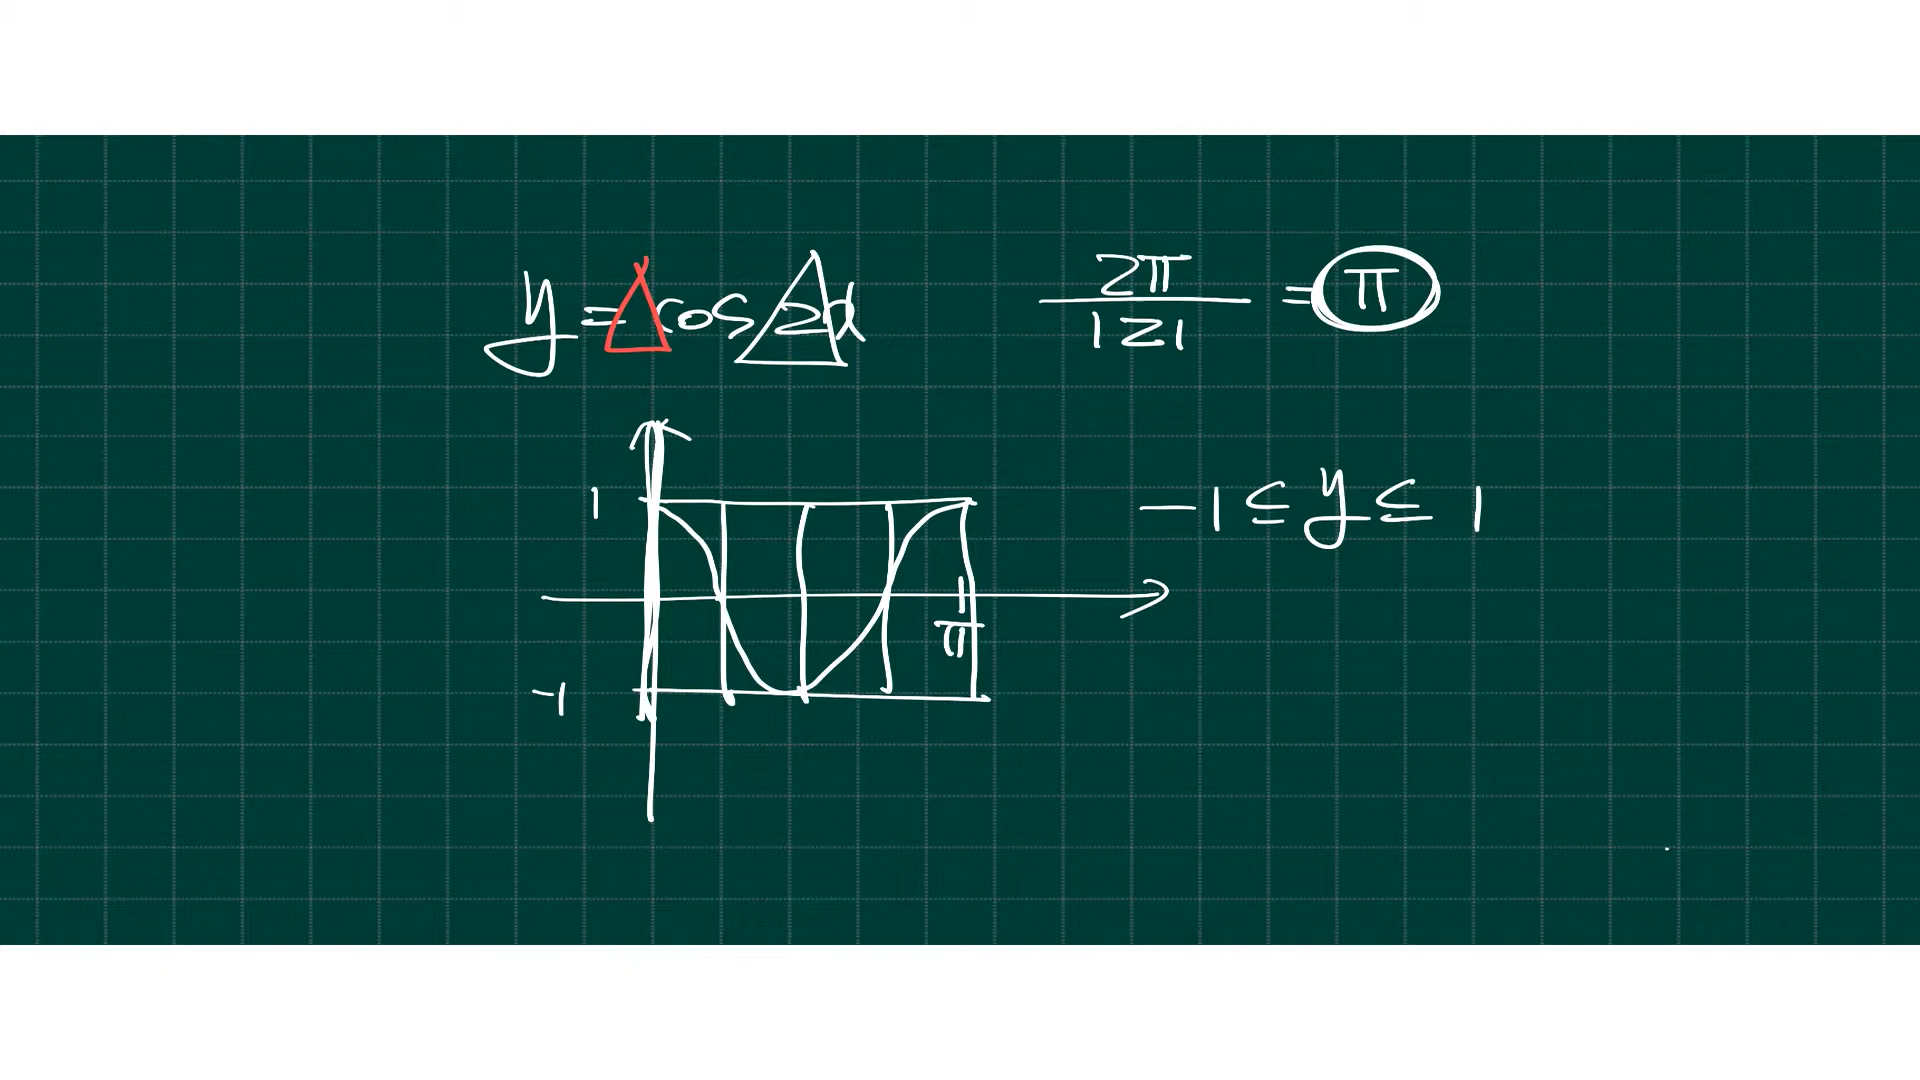 y = cos 2x
2π / |2| = π
1
-1 ≤ y ≤ 1
π
-1